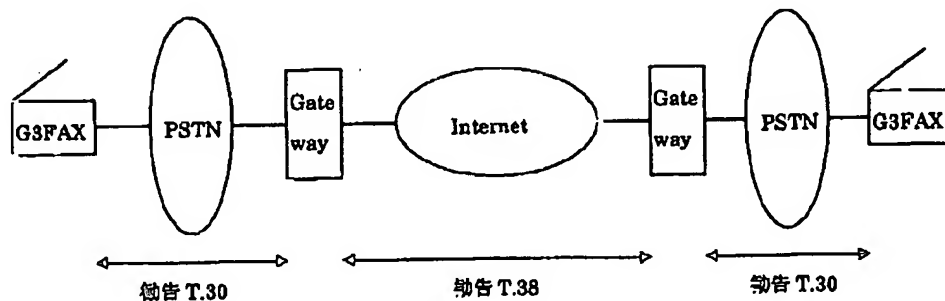 G3FAX
PSTN
Gate
way
Internet
Gate
way
PSTN
G3FAX
勧告 T.30
勧告 T.38
勧告 T.30